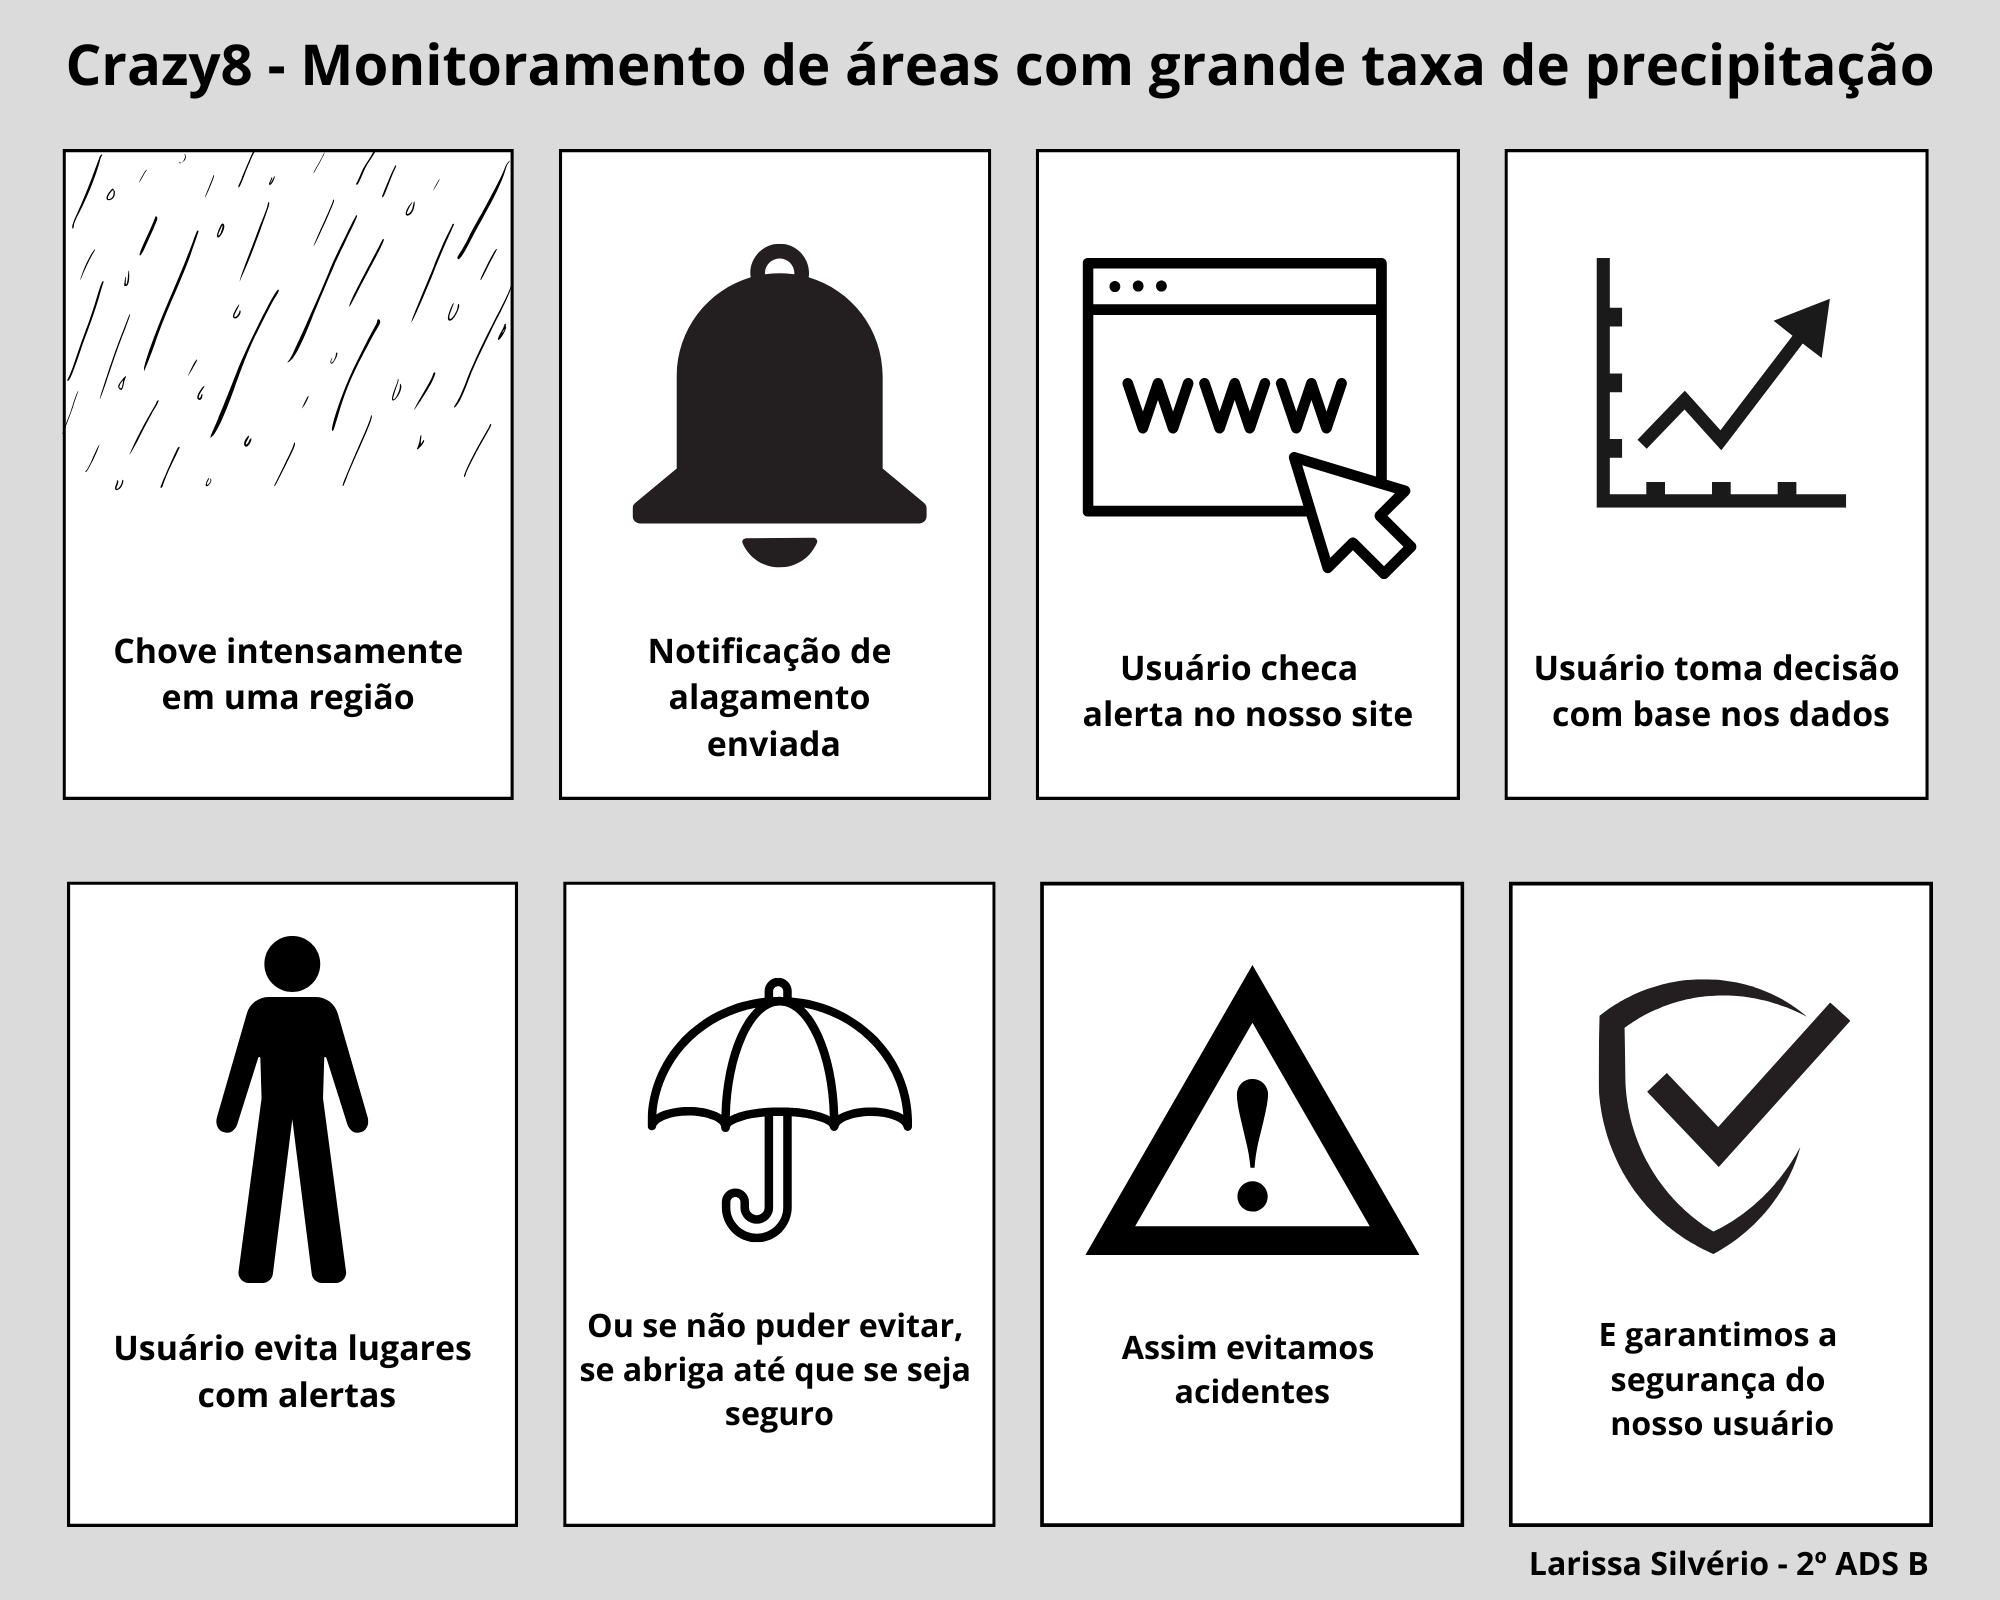 Crazy8 - Monitoramento de áreas com grande taxa de precipitação
Chove intensamente
em uma região
Notificação de
alagamento
enviada
www
Usuário checa
alerta no nosso site
Usuário toma decisão
com base nos dados
Usuário evita lugares
com alertas
Ou se não puder evitar,
se abriga até que se seja
seguro
!
Assim evitamos
acidentes
E garantimos a
segurança do
nosso usuário
Larissa Silvério - 2º ADS B